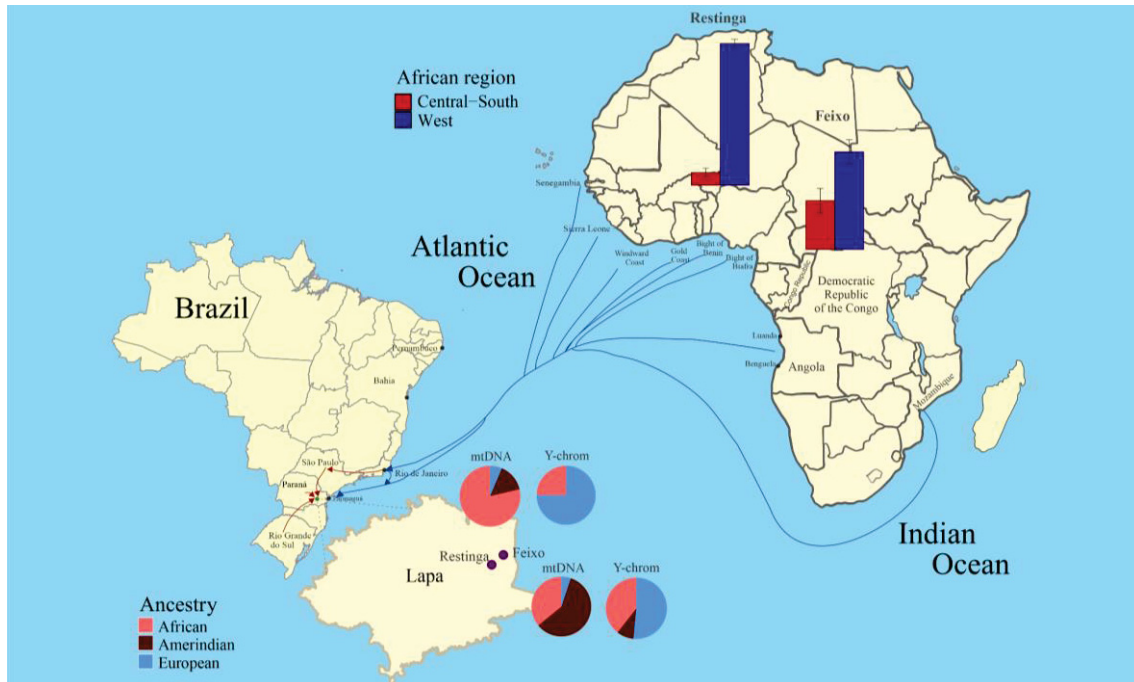 Restinga
African region
Central-South
West
Feixo
Senegambia
Sierra Leone
Windward
Coast
Gold
Coast
Bight of
Benin
Bight of
Biafra
Congo Republic
Democratic
Republic
of the Congo
Luanda
Benguela
Angola
Mozambique
Atlantic
Ocean
Brazil
Pernambuco
Bahia
São Paulo
Rio de Janeiro
Paraná
Rio Grande
do Sul
mtDNA
Y-chrom
Restinga
Feixo
Lapa
mtDNA
Y-chrom
Indian
Ocean
Ancestry
African
Amerindian
European